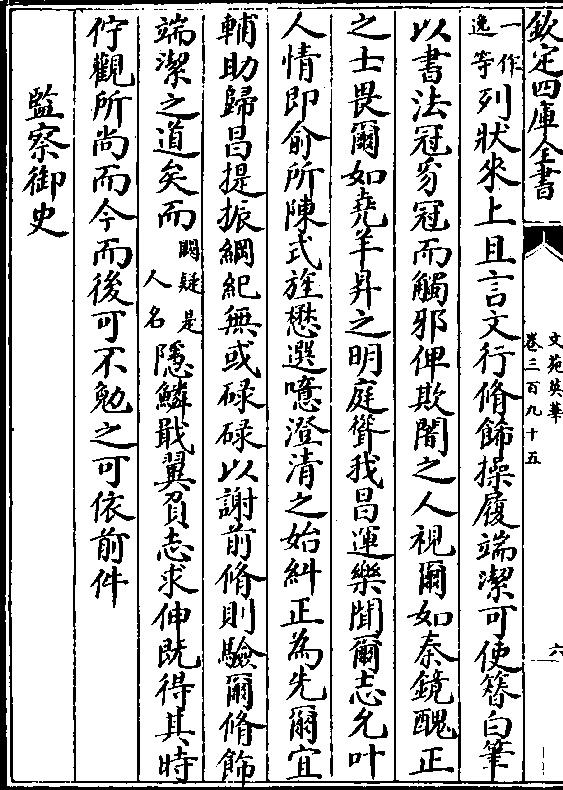 欽定四庫全書
文苑英華
卷三百九十五
六
一作
逸等列狀來上且言文行脩飾操履端潔可使簪白筆
以書法冠豸冠而觸邪俾欺闇之人視爾如秦鏡醜正
之士畏爾如堯羊昇之明庭聳我昌運樂聞爾志允叶
人情即俞所陳式旌懋選噫澄清之始糾正為先爾宜
輔助歸昌提振綱紀無或碌碌以謝前脩則驗爾脩飾
端潔之道矣而闕疑是人名隱鱗戢翼負志求伸既得其時
佇觀所尚而今而後可不勉之可依前件
監察御史